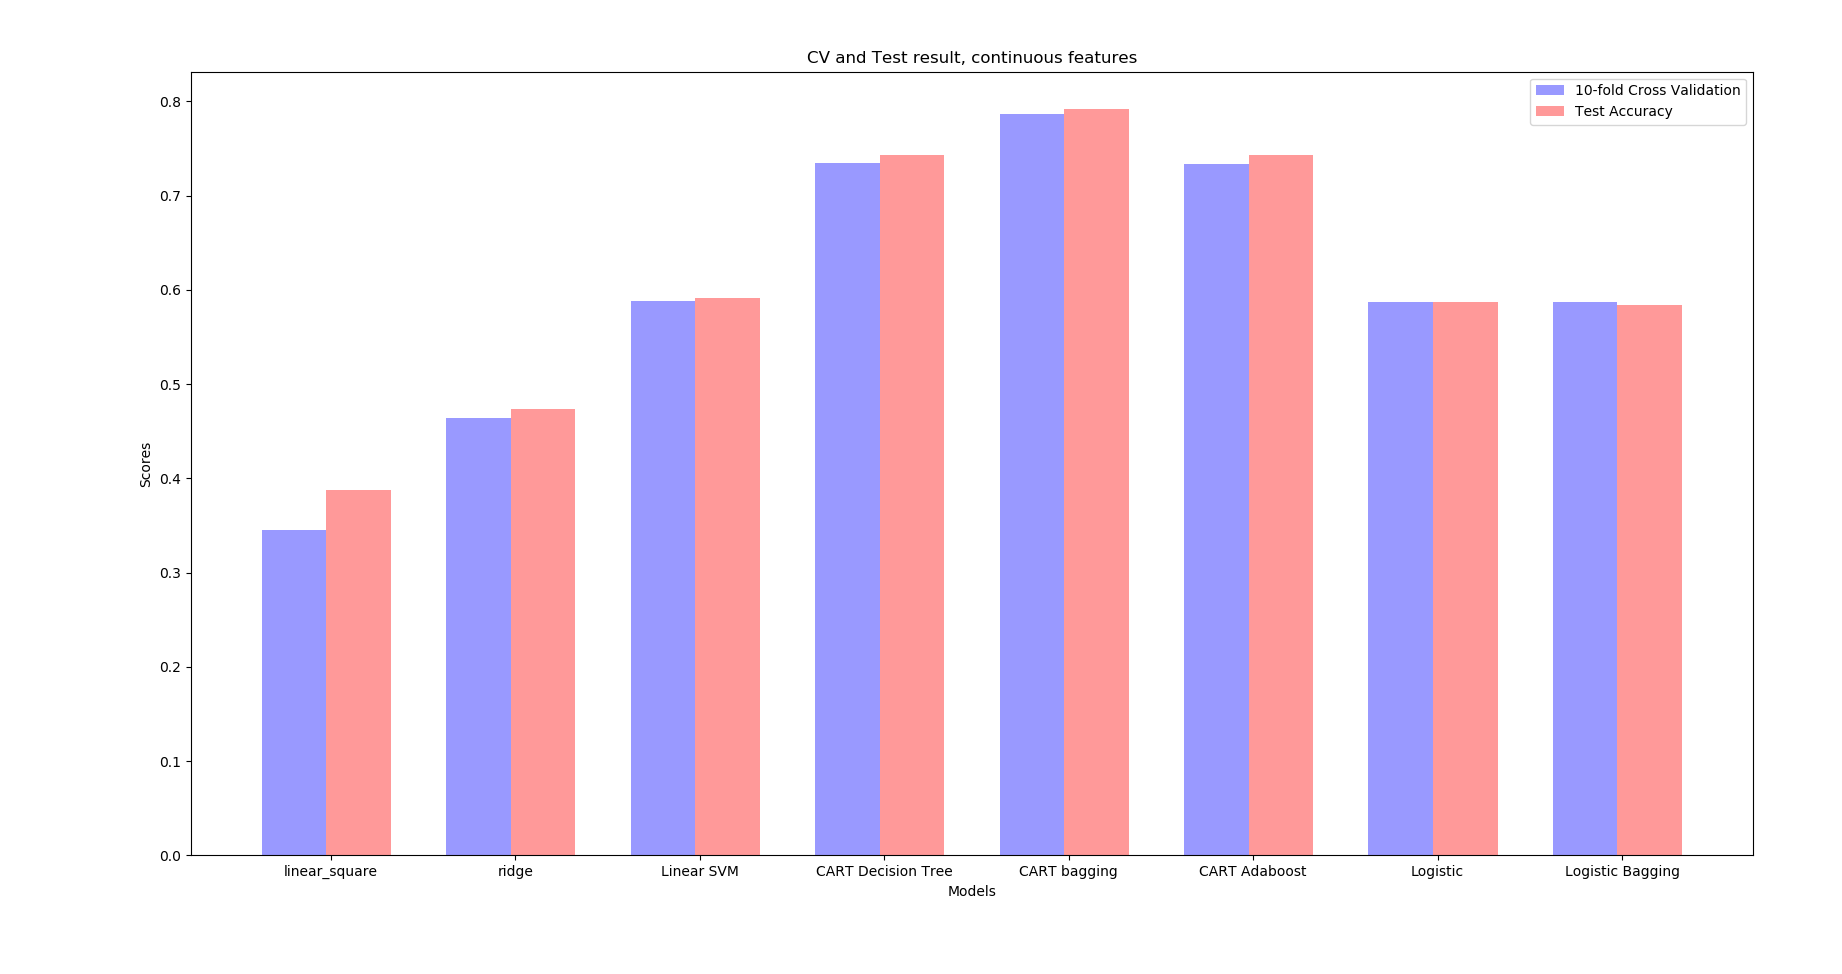 CV and Test result, continuous features
10-fold Cross Validation
Test Accuracy
Scores
0.8
0.7
0.6
0.5
0.4
0.3
0.2
0.1
0.0
linear_square ridge Linear SVM CART Decision Tree CART bagging CART Adaboost Logistic Logistic Bagging
Models